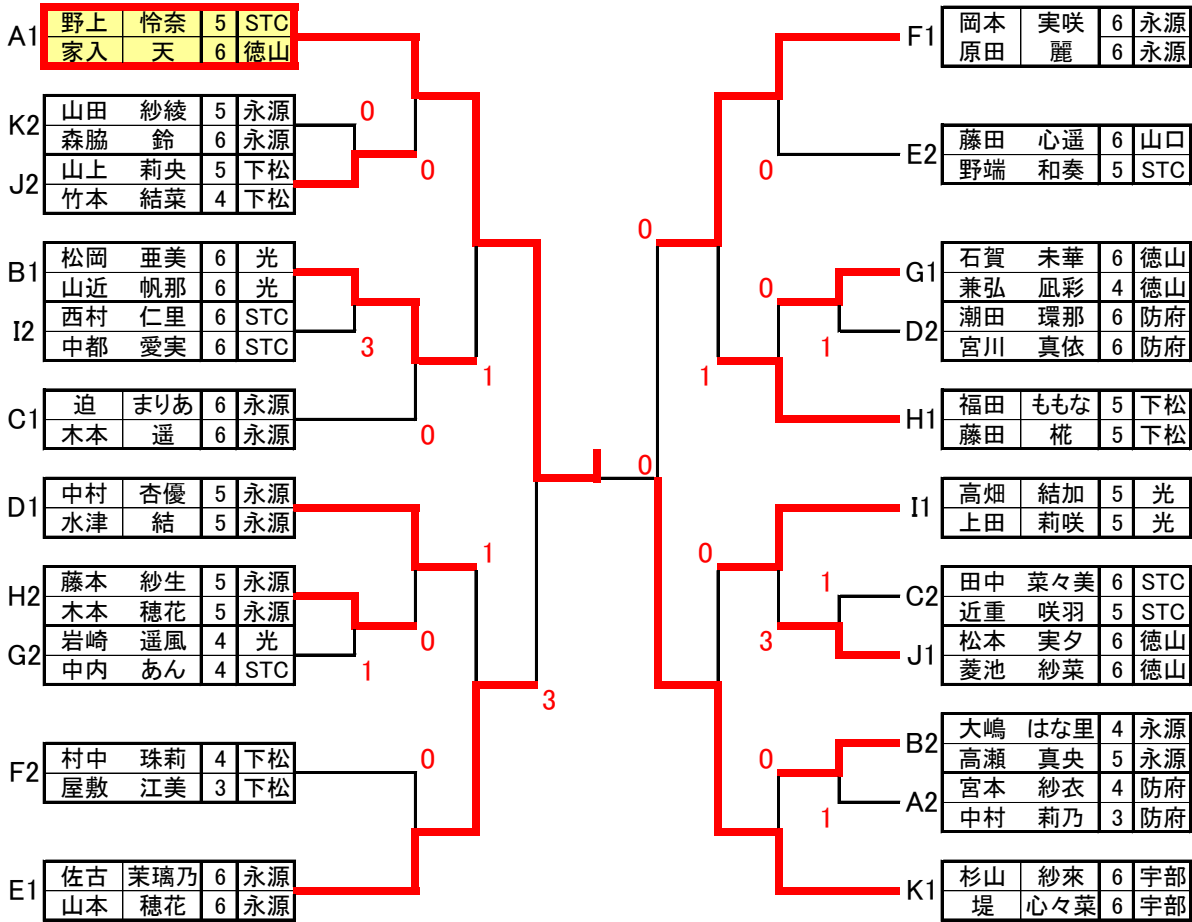 A1
野上 怜奈 5 STC
家入 天 6 徳山
K2
山田 紗綾 5 永源
森脇 鈴 6 永源
J2
山上 莉央 5 下松
竹本 結菜 4 下松
0
0
B1
松岡 亜美 6 光
山近 帆那 6 光
I2
西村 仁里 6 STC
中都 愛実 6 STC
3
1
C1
迫 まりあ 6 永源
木本 遥 6 永源
0
D1
中村 杏優 5 永源
水津 結 5 永源
1
H2
藤本 紗生 5 永源
木本 穂花 5 永源
G2
岩崎 遥風 4 光
中内 あん 4 STC
0
1
3
F2
村中 珠莉 4 下松
屋敷 江美 3 下松
0
E1
佐古 茉璃乃 6 永源
山本 穂花 6 永源
F1
岡本 実咲 6 永源
原田 麗 6 永源
E2
藤田 心遥 6 山口
野端 和奏 5 STC
0
0
G1
石賀 未華 6 徳山
兼弘 凪彩 4 徳山
D2
潮田 環那 6 防府
宮川 真依 6 防府
0
1
1
H1
福田 ももな 5 下松
藤田 椛 5 下松
0
I1
高畑 結加 5 光
上田 莉咲 5 光
0
C2
田中 菜々美 6 STC
近重 咲羽 5 STC
J1
松本 実夕 6 徳山
菱池 紗菜 6 徳山
1
3
B2
大嶋 はな里 4 永源
高瀬 真央 5 永源
A2
宮本 紗衣 4 防府
中村 莉乃 3 防府
0
1
K1
杉山 紗來 6 宇部
堤 心々菜 6 宇部